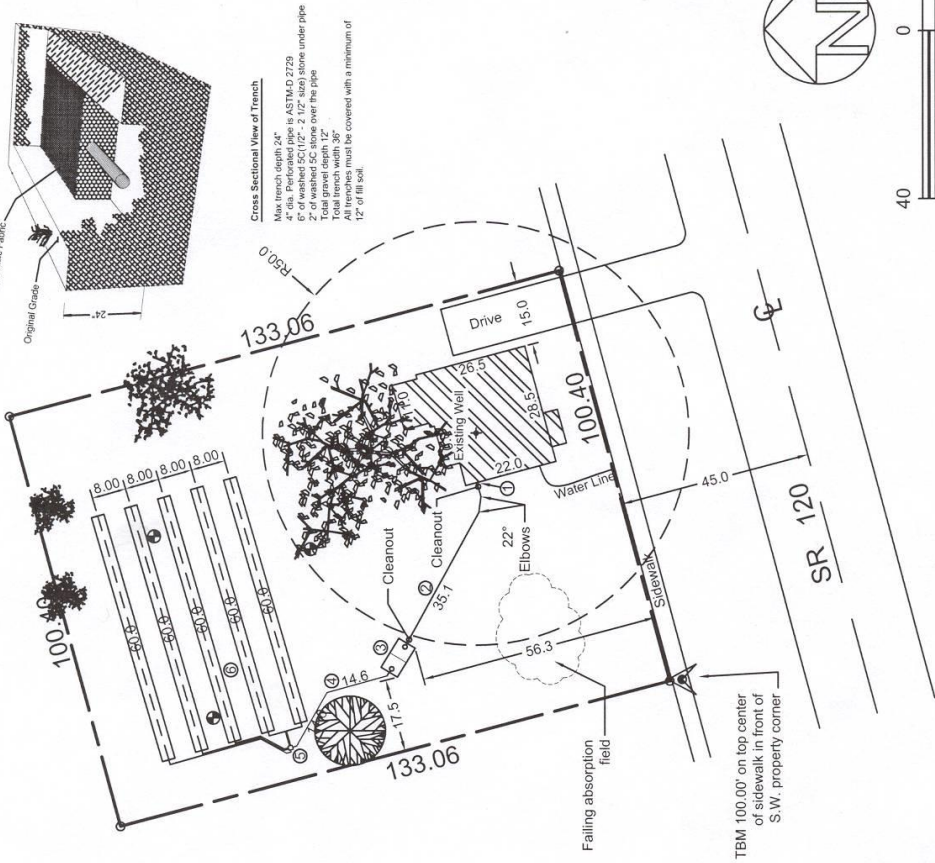 Original Grade
24"
Cross Sectional View of Trench
Max trench depth 24"
4" dia. Perforated pipe is ASTM-D 2729
6" of washed 5C(1/2" - 2 1/2" size) stone under pipe
2" of washed 5C stone over the pipe
Total gravel depth 12"
Total trench width 36"
All trenches must be covered with a minimum of
12" of fill soil.
N
0
40
R50.0
133.06
100.40
8.00
8.00
8.00
8.00
60.0
60.0
60.0
60.0
60.0
6
5
4
14.6
3
17.5
2
35.1
1
Cleanout
Cleanout
22°
Elbows
Existing Well
26.5
28.5
22.0
Drive
15.0
Water Line
100.40
Sidewalk
45.0
56.3
133.06
SR 120
CL
Failing absorption
field
TBM 100.00' on top center
of sidewalk in front of
S.W. property corner